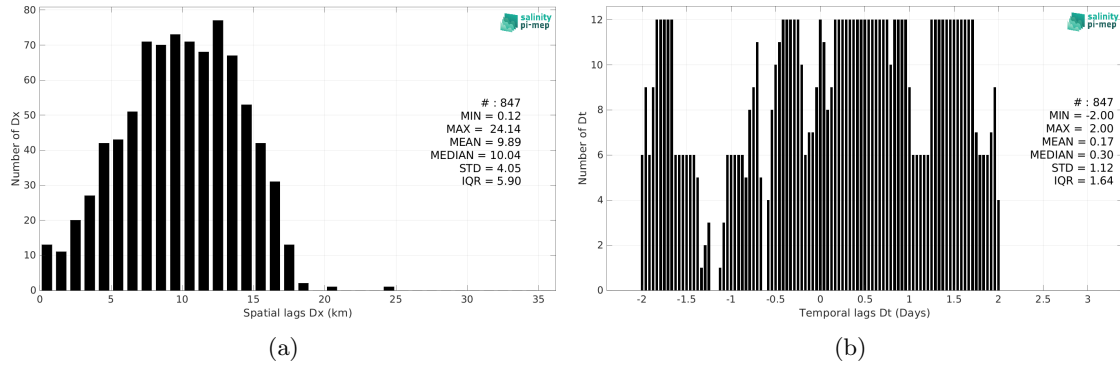 80
70
60
50
40
30
20
10
0
Number of Dx
0 5 10 15 20 25 30 35
Spatial lags Dx (km)
salinity
pi-mep
# : 847
MIN = 0.12
MAX = 24.14
MEAN = 9.89
MEDIAN = 10.04
STD = 4.05
IQR = 5.90
(a)
12
10
8
6
4
2
0
Number of Dt
-2 -1.5 -1 -0.5 0 0.5 1 1.5 2 2.5 3
Temporal lags Dt (Days)
salinity
pi-mep
# : 847
MIN = -2.00
MAX = 2.00
MEAN = 0.17
MEDIAN = 0.30
STD = 1.12
IQR = 1.64
(b)